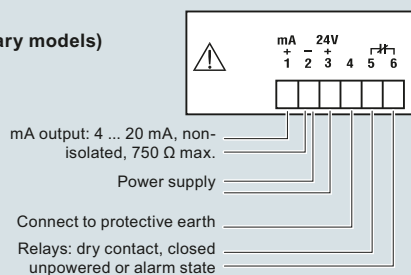 ary models)
mA 24V
+ – +
1 2 3 4 5 6
mA output: 4 ... 20 mA, non-
isolated, 750 Ω max.
Power supply
Connect to protective earth
Relays: dry contact, closed
unpowered or alarm state